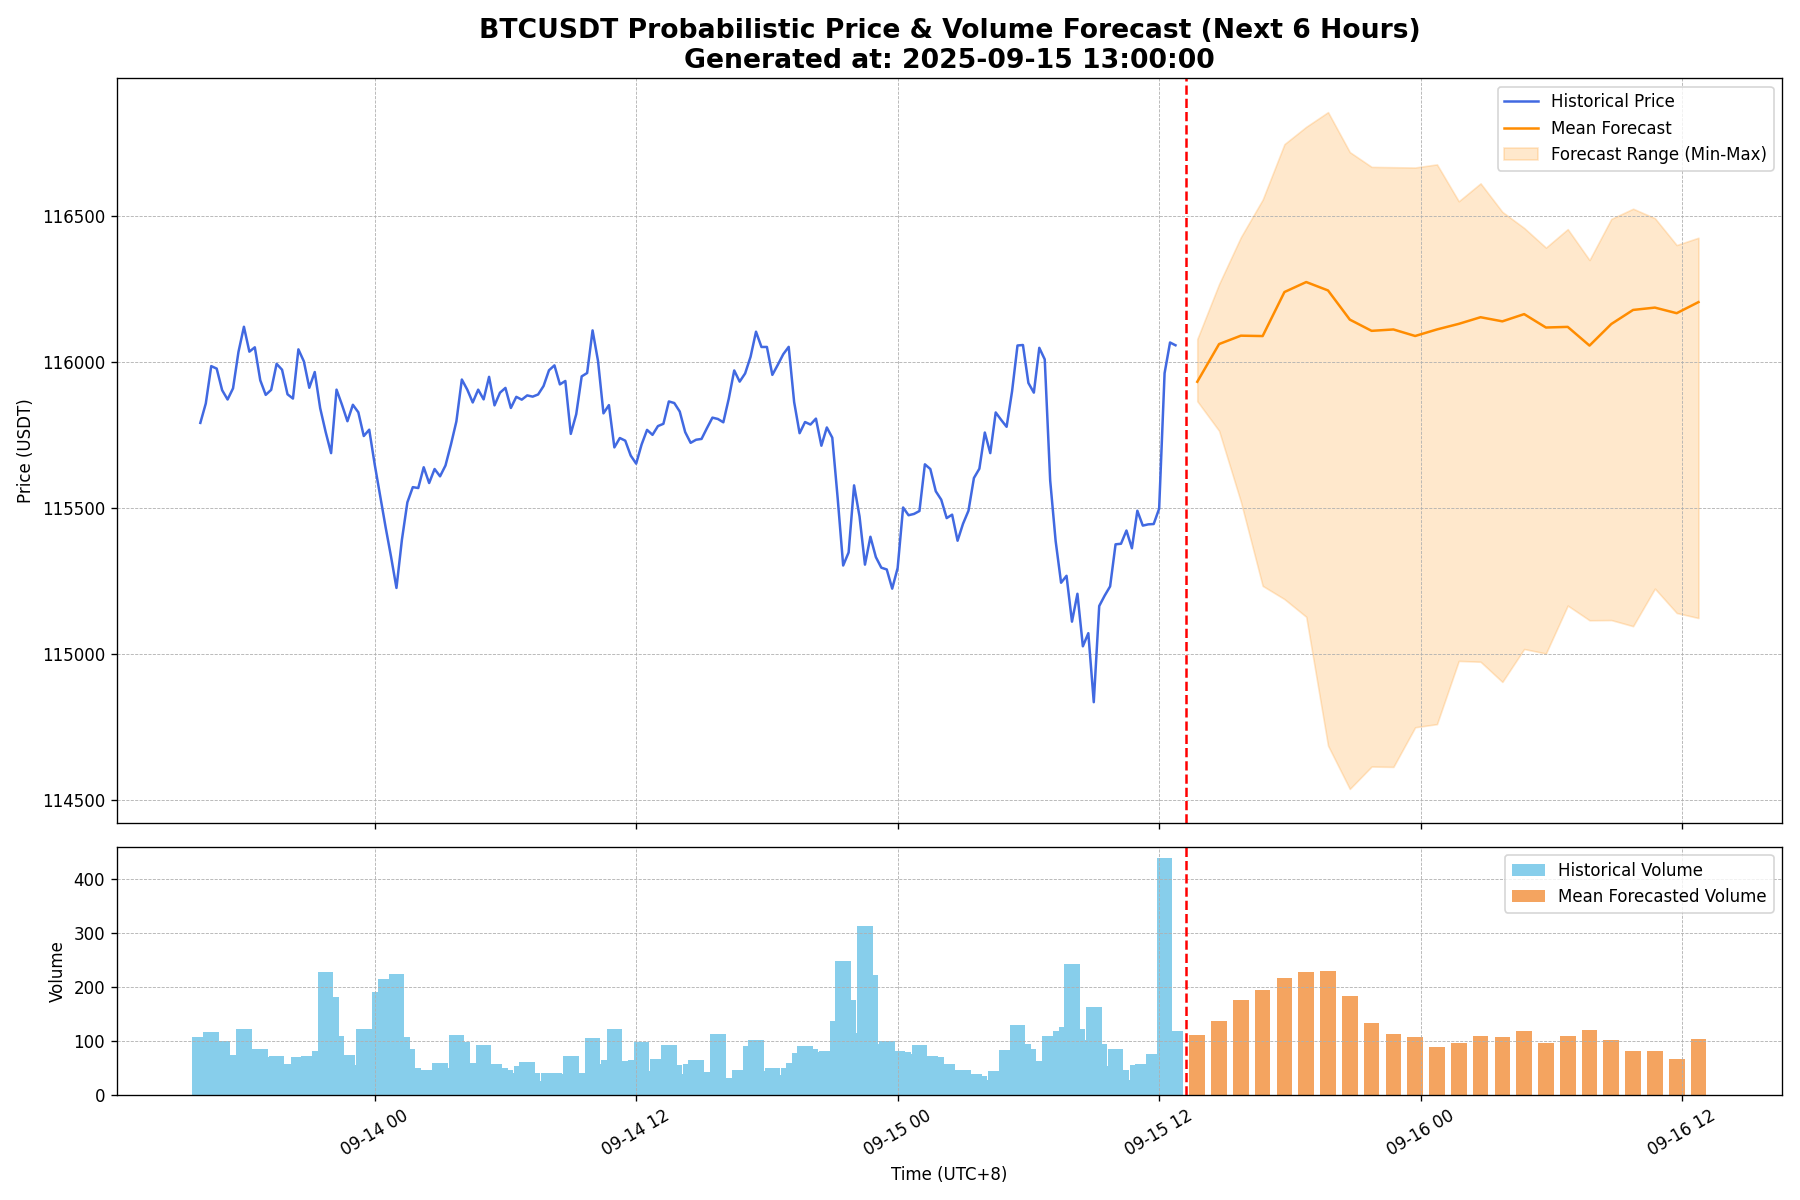 BTCUSDT Probabilistic Price & Volume Forecast (Next 6 Hours)
Generated at: 2025-09-15 13:00:00
Historical Price
Mean Forecast
Forecast Range (Min-Max)
Price (USDT)
116500
116000
115500
115000
114500
Historical Volume
Mean Forecasted Volume
Volume
400
300
200
100
0
09-14 00
09-14 12
09-15 00
09-15 12
09-16 00
09-16 12
Time (UTC+8)